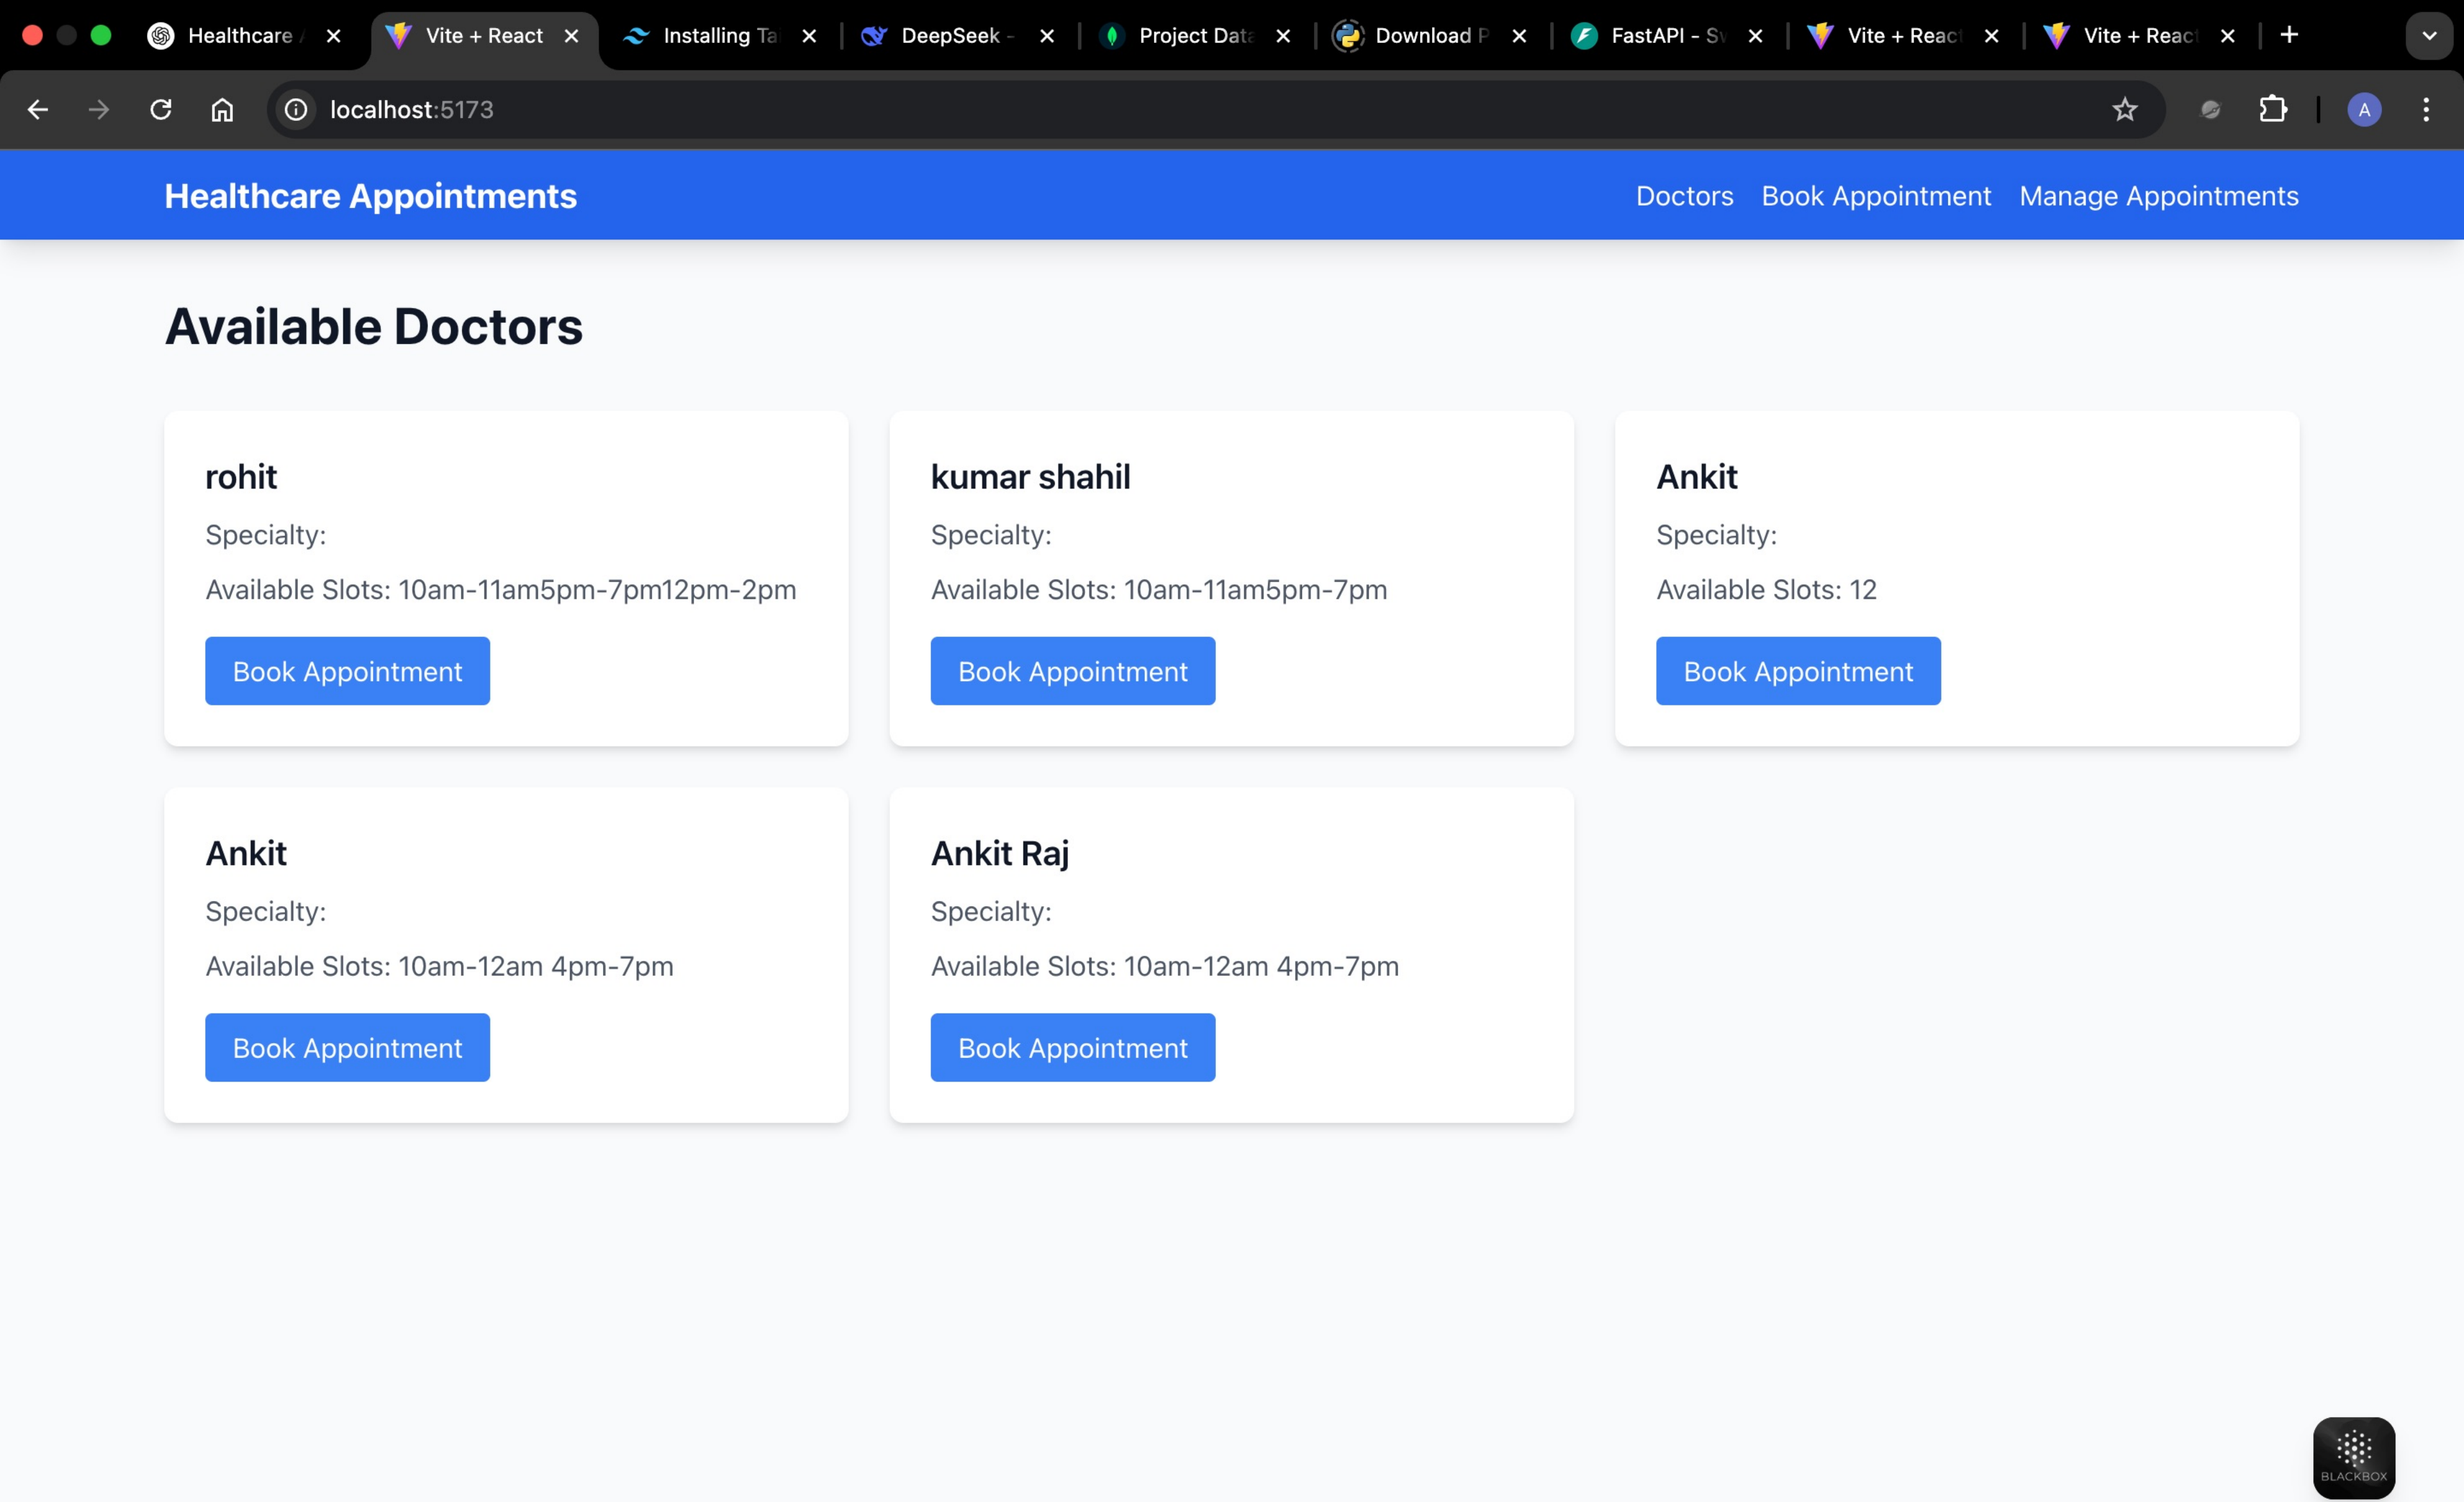 Healthcare
Vite + React
Installing Ta
DeepSeek -
Project Data
Download P
FastAPI - Sw
Vite + React
Vite + React
localhost:5173
A
Healthcare Appointments
Doctors Book Appointment Manage Appointments
Available Doctors
rohit
Specialty:
Available Slots: 10am-11am5pm-7pm12pm-2pm
Book Appointment
kumar shahil
Specialty:
Available Slots: 10am-11am5pm-7pm
Book Appointment
Ankit
Specialty:
Available Slots: 12
Book Appointment
Ankit
Specialty:
Available Slots: 10am-12am 4pm-7pm
Book Appointment
Ankit Raj
Specialty:
Available Slots: 10am-12am 4pm-7pm
Book Appointment
BLACKBOX